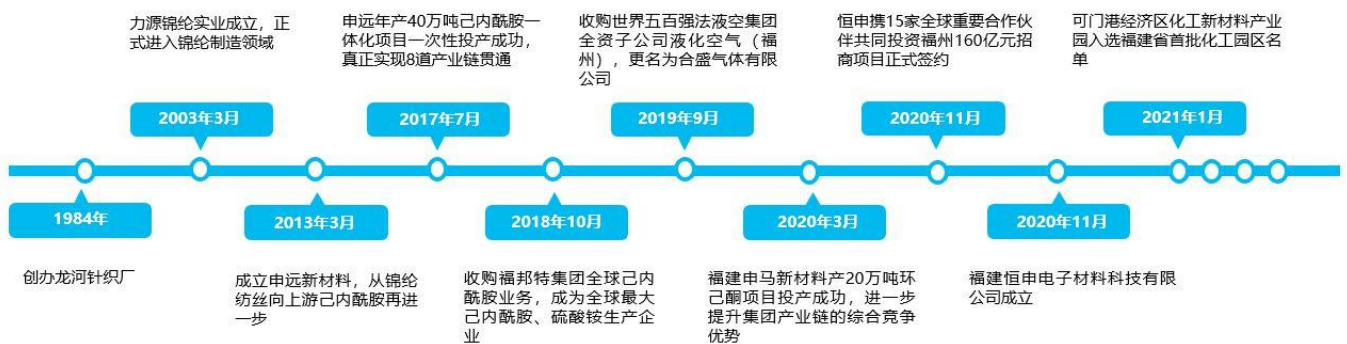 力源锦纶实业成立，正
式进入锦纶制造领域
2003年3月
申远年产40万吨己内酰胺一
体化项目一次性投产成功，
真正实现8道产业链贯通
2017年7月
收购世界五百强法液空集团
全资子公司液化空气（福
州），更名为合盛气体有限
公司
2019年9月
恒申携15家全球重要合作伙
伴共同投资福州160亿元招
商项目正式签约
2020年11月
可门港经济区化工新材料产业
园入选福建省首批化工园区名
单
2021年1月
1984年
创办龙河针织厂
2013年3月
成立申远新材料，从锦纶
纺丝向上游己内酰胺再进
一步
2018年10月
收购福邦特集团全球己内
酰胺业务，成为全球最大
己内酰胺、硫酸铵生产企
业
2020年3月
福建申马新材料产20万吨环
己酮项目投产成功，进一步
提升集团产业链的综合竞争
优势
2020年11月
福建恒申电子材料科技有限
公司成立